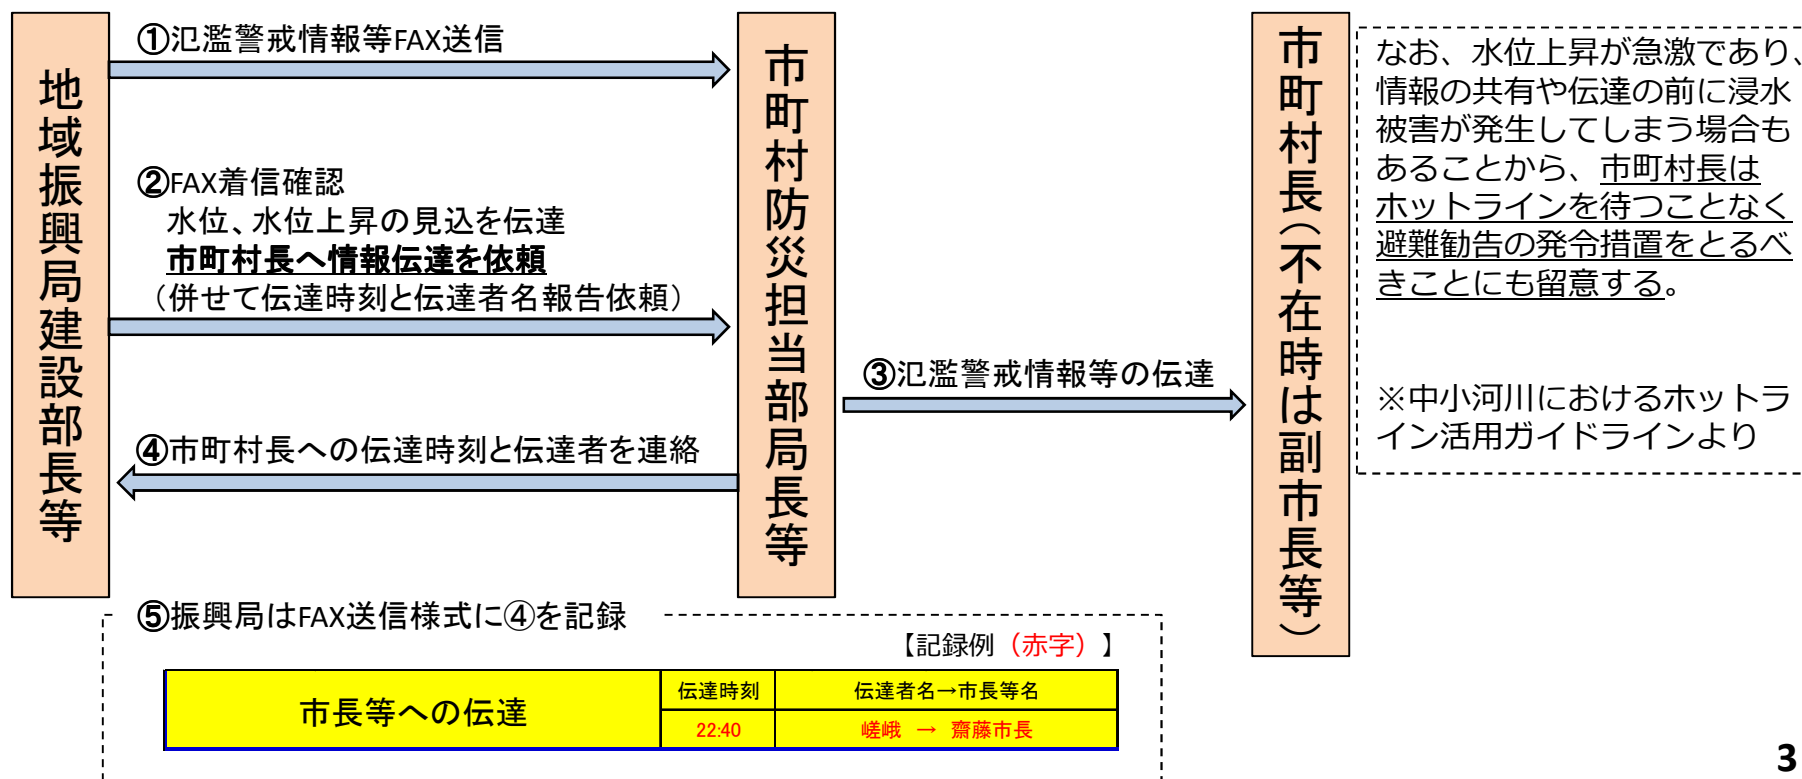 地域振興局建設部長等
①氾濫警戒情報等FAX送信
②FAX着信確認
水位、水位上昇の見込を伝達
市町村長へ情報伝達を依頼
（併せて伝達時刻と伝達者名報告依頼）
④市町村長への伝達時刻と伝達者を連絡
市町村防災担当部局長等
③氾濫警戒情報等の伝達
市町村長（不在時は副市長等）
なお、水位上昇が急激であり、
情報の共有や伝達の前に浸水
被害が発生してしまう場合も
あることから、市町村長は
ホットラインを待つことなく
避難勧告の発令措置をとるべ
きことにも留意する。
※中小河川におけるホットラ
イン活用ガイドラインより
⑤振興局はFAX送信様式に④を記録
【記録例（赤字）】
市長等への伝達
伝達時刻 伝達者名→市長等名
22:40 嵯峨 → 齋藤市長
3